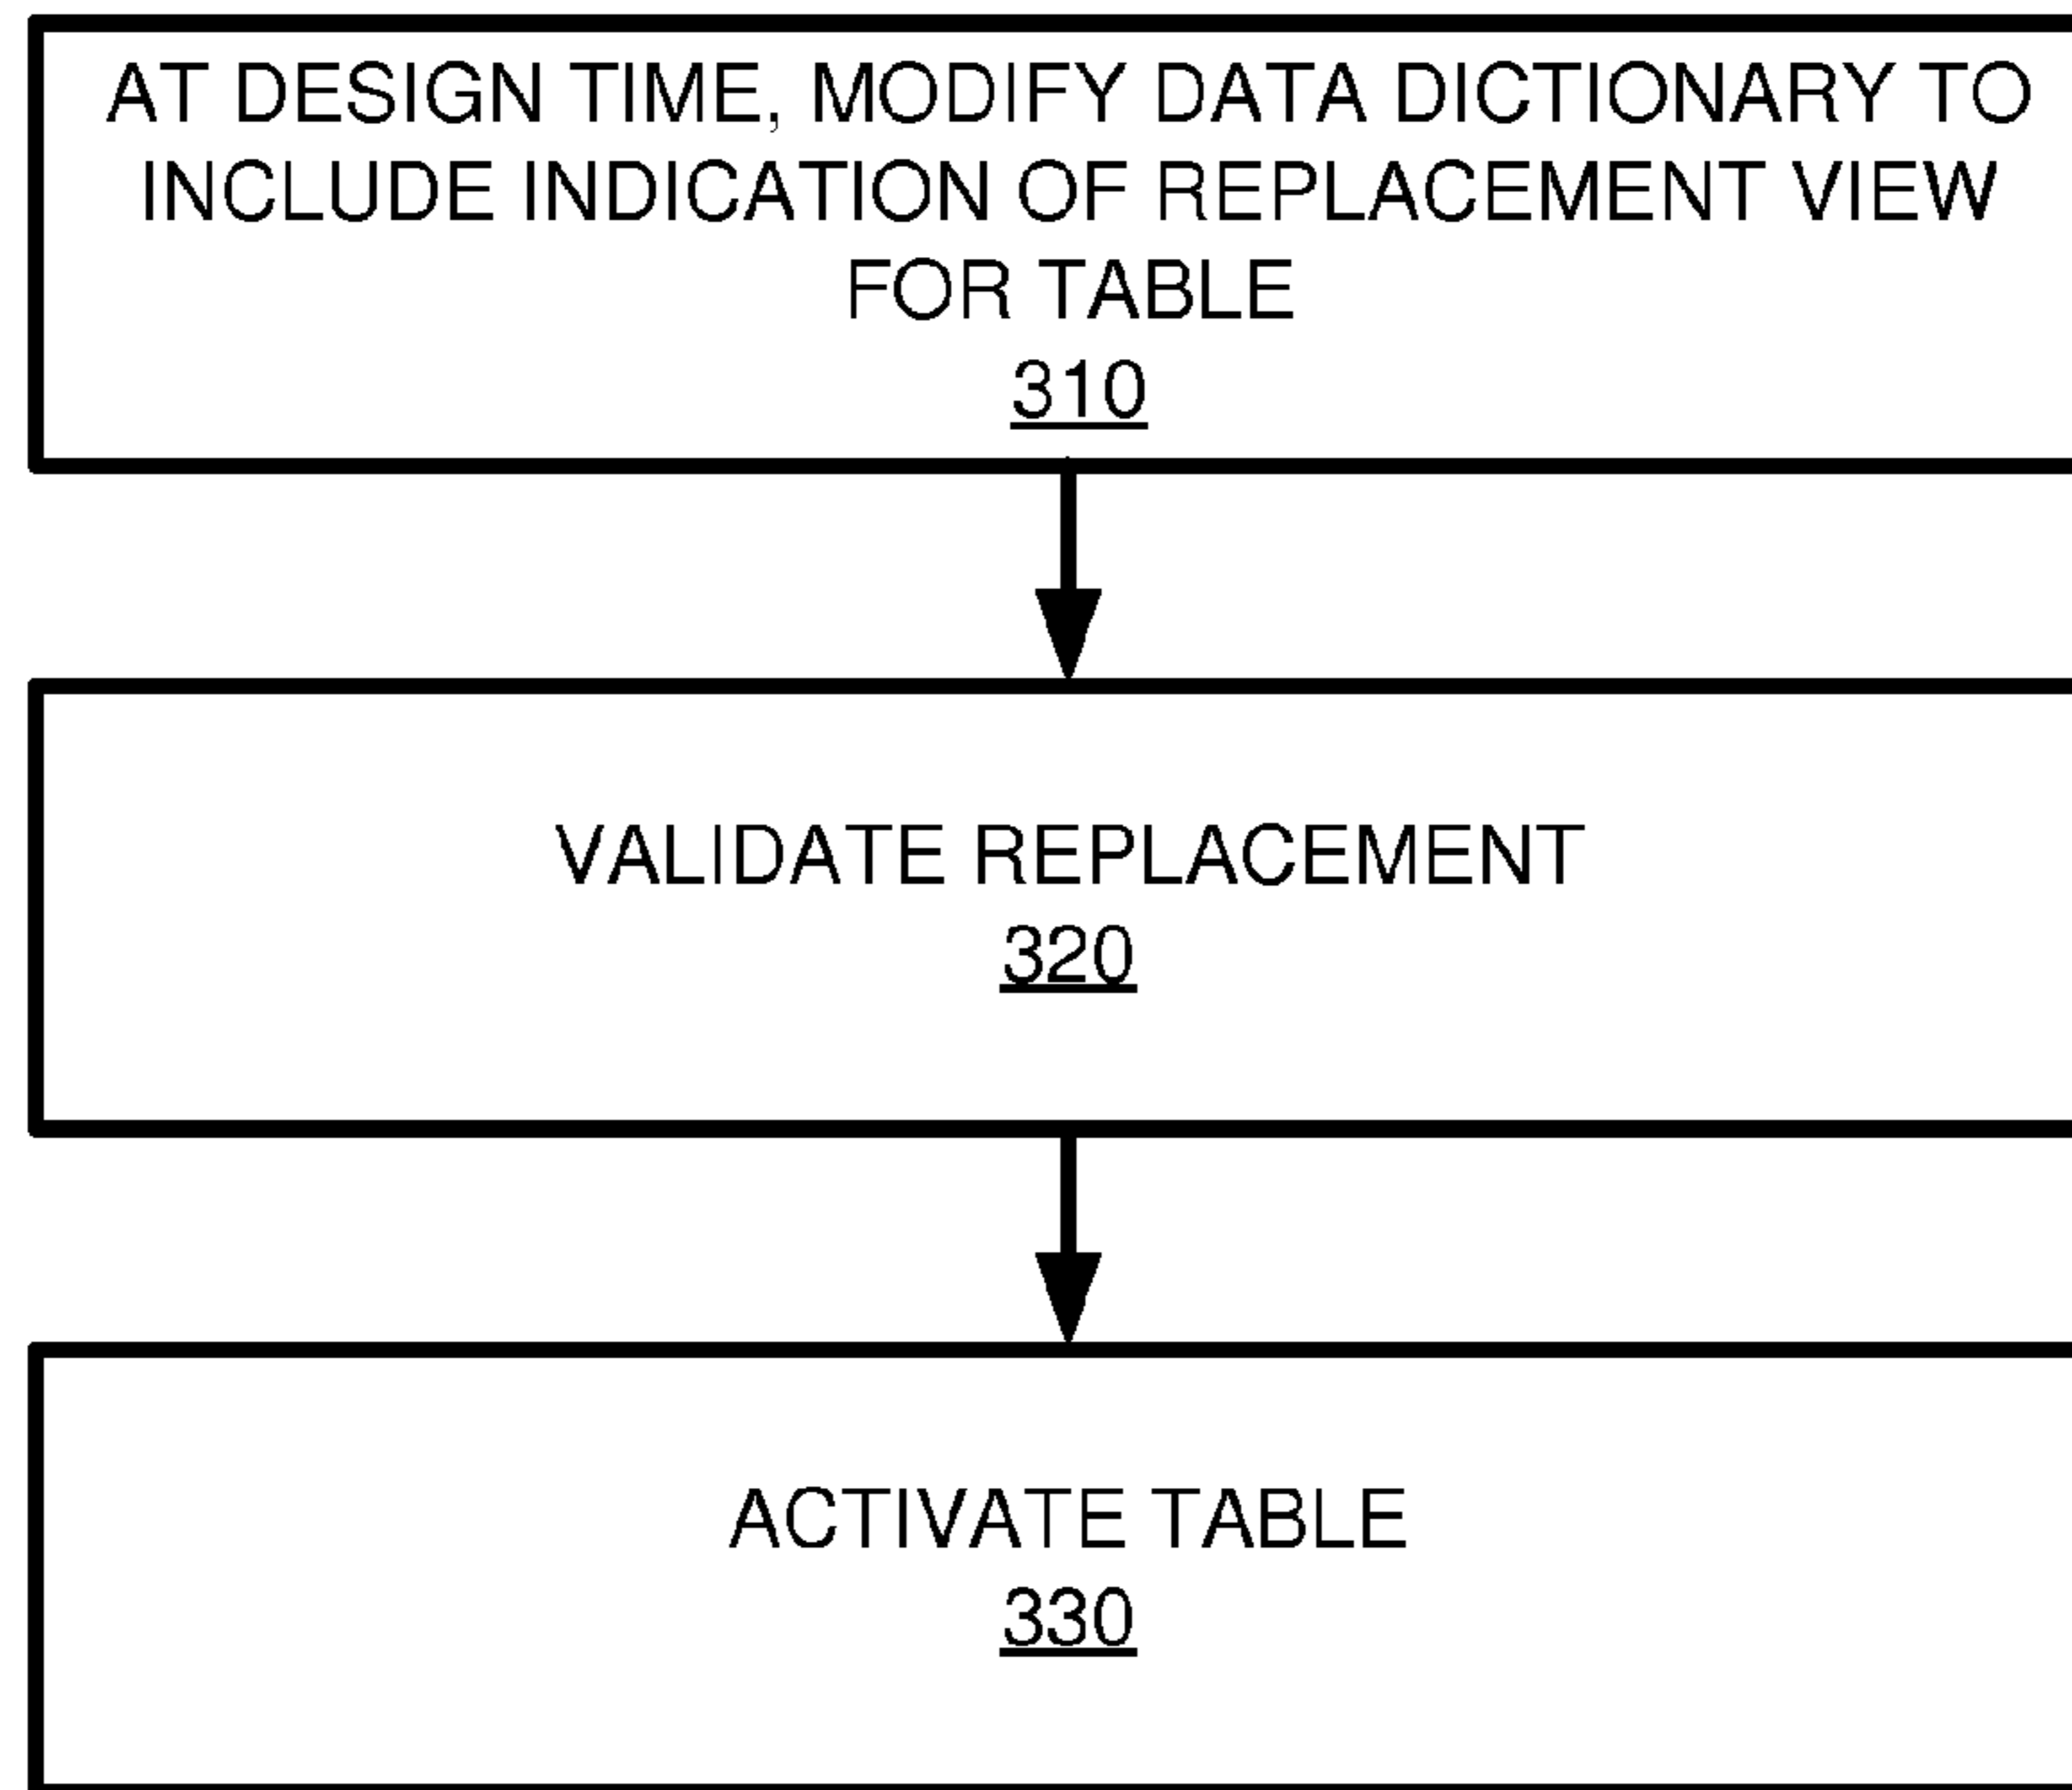 AT DESIGN TIME, MODIFY DATA DICTIONARY TO
INCLUDE INDICATION OF REPLACEMENT VIEW
FOR TABLE
310
VALIDATE REPLACEMENT
320
ACTIVATE TABLE
330